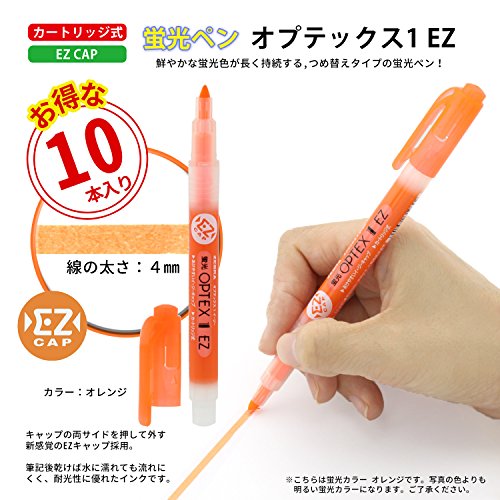 カートリッジ式
EZ CAP
蛍光ペン オプテックス1 EZ
鮮やかな蛍光色が長く持続する,つめ替えタイプの蛍光ペン！
お得な
10
本入り
線の太さ：4㎜
EZ
CAP
カラー：オレンジ
キャップの両サイドを押して外す
新感覚のEZキャップ採用。
筆記後乾けば水に濡れても流れに
くく、耐光性に優れたインクです。
EZ
CAP
蛍光 OPTEX 1 EZ
蛍光 OPTEX 1 EZ
※こちらは蛍光カラー オレンジです。写真の色よりも
明るい蛍光カラーになります。ご了承ください。